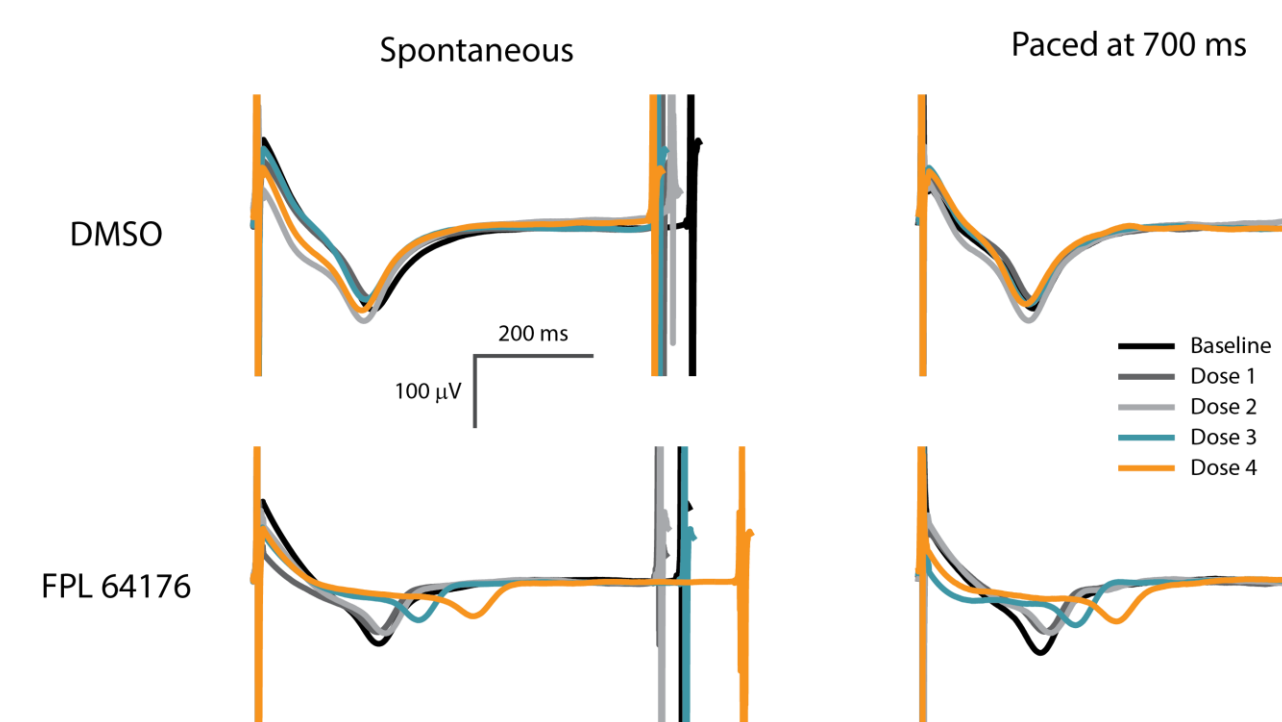 Spontaneous
Paced at 700 ms
DMSO
200 ms
100 μV
Baseline
Dose 1
Dose 2
Dose 3
Dose 4
FPL 64176